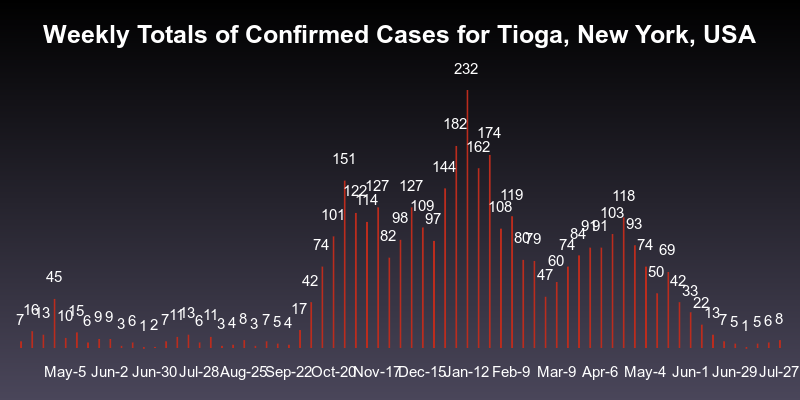 Weekly Totals of Confirmed Cases for Tioga, New York, USA
7 16 13 45 10 15 6 9 9 3 6 1 2 7 11 13 6 11 3 4 8 3 7 5 4 17 42 74 101 151 122 114 127 82 98 127 109 97 144 182 232 162 174 108 119 80 79 47 60 74 84 91 91 103 118 93 74 50 69 42 33 22 13 7 5 1 5 6 8
May-5 Jun-2 Jun-30 Jul-28 Aug-25 Sep-22 Oct-20 Nov-17 Dec-15 Jan-12 Feb-9 Mar-9 Apr-6 May-4 Jun-1 Jun-29 Jul-27